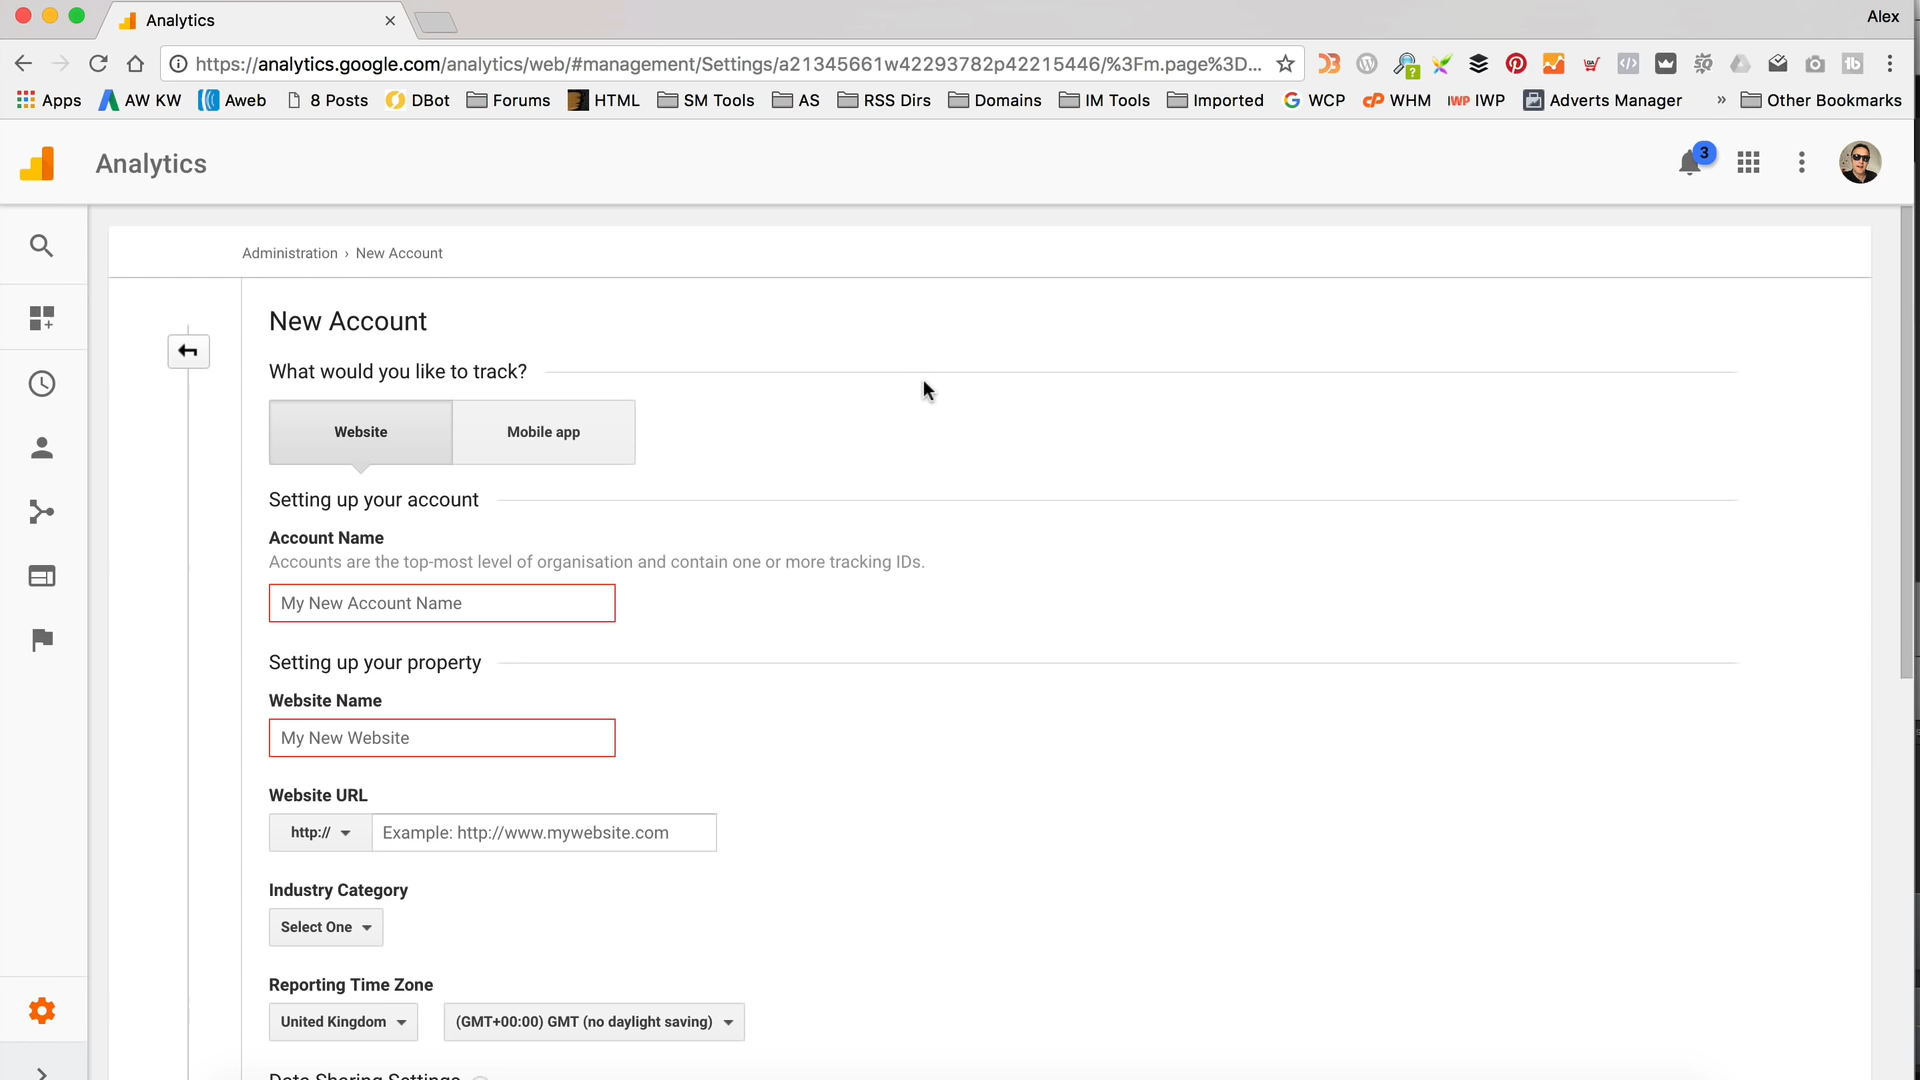 Analytics
Alex
https://analytics.google.com/analytics/web/#management/Settings/a21345661w42293782p42215446/%3Fm.page%3D...
Apps AW KW Aweb 8 Posts DBot Forums HTML SM Tools AS RSS Dirs Domains IM Tools Imported WCP WHM IWP IWP Adverts Manager » Other Bookmarks
Analytics
3
Administration › New Account
New Account
What would you like to track?
Website Mobile app
Setting up your account
Account Name
Accounts are the top-most level of organisation and contain one or more tracking IDs.
My New Account Name
Setting up your property
Website Name
My New Website
Website URL
http:// Example: http://www.mywebsite.com
Industry Category
Select One
Reporting Time Zone
United Kingdom (GMT+00:00) GMT (no daylight saving)
Data Sharing Settings